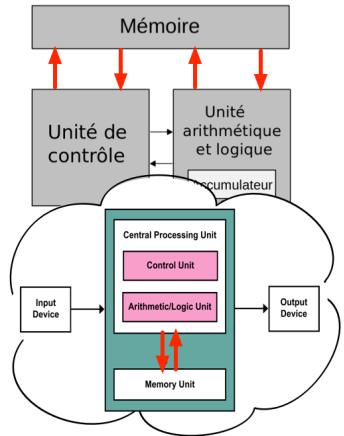 Mémoire
Unité de
contrôle
Unité
arithmétique
et logique
ccumulateur
Central Processing Unit
Control Unit
Arithmetic/Logic Unit
Input
Device
Output
Device
Memory Unit